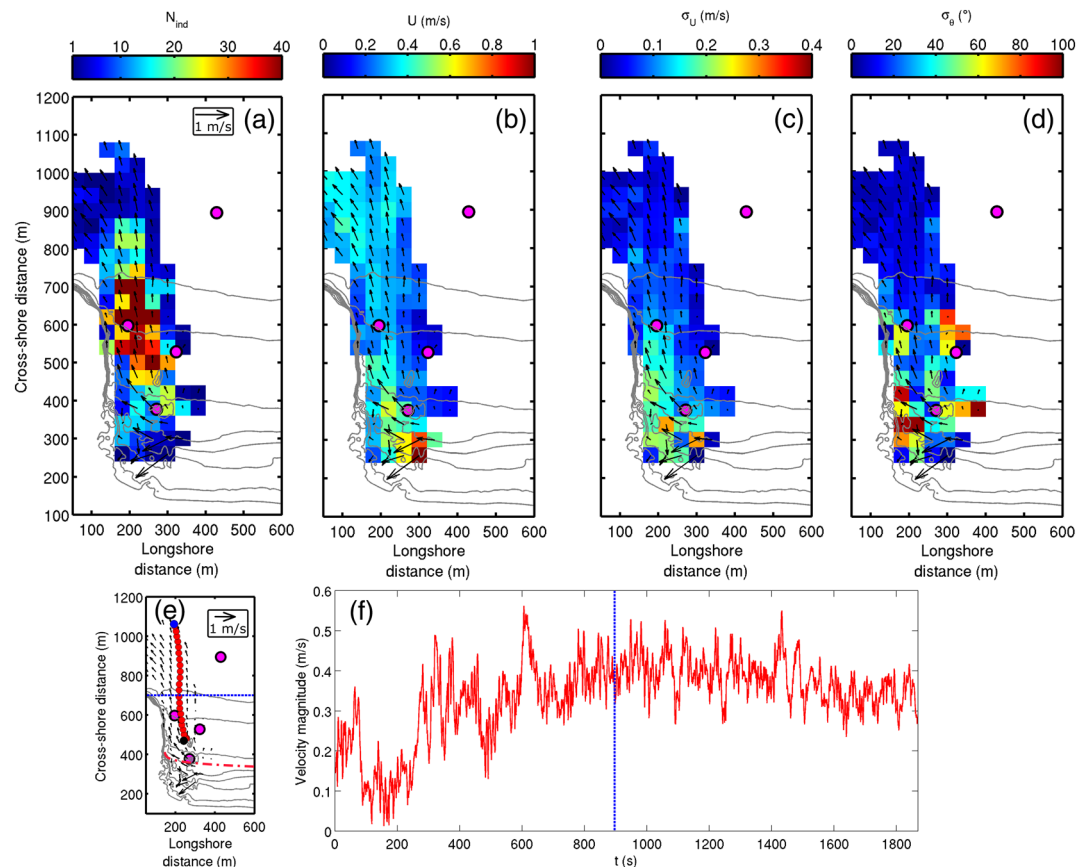 N_ind
U (m/s)
σ_U (m/s)
σ_θ (°)
1 10 20 30 40
0 0.2 0.4 0.6 0.8 1
0 0.1 0.2 0.3 0.4
0 20 40 60 80 100
(a)
(b)
(c)
(d)
1 m/s
1200
1100
1000
900
800
700
600
500
400
300
200
100
Cross-shore distance (m)
100 200 300 400 500 600
100 200 300 400 500 600
100 200 300 400 500 600
100 200 300 400 500 600
Longshore
distance (m)
Longshore
distance (m)
Longshore
distance (m)
Longshore
distance (m)
(e)
1 m/s
1200
1000
800
600
400
200
Cross-shore distance (m)
200 400 600
Longshore
distance (m)
(f)
0.6
0.5
0.4
0.3
0.2
0.1
0
Velocity magnitude (m/s)
0 200 400 600 800 1000 1200 1400 1600 1800
t (s)